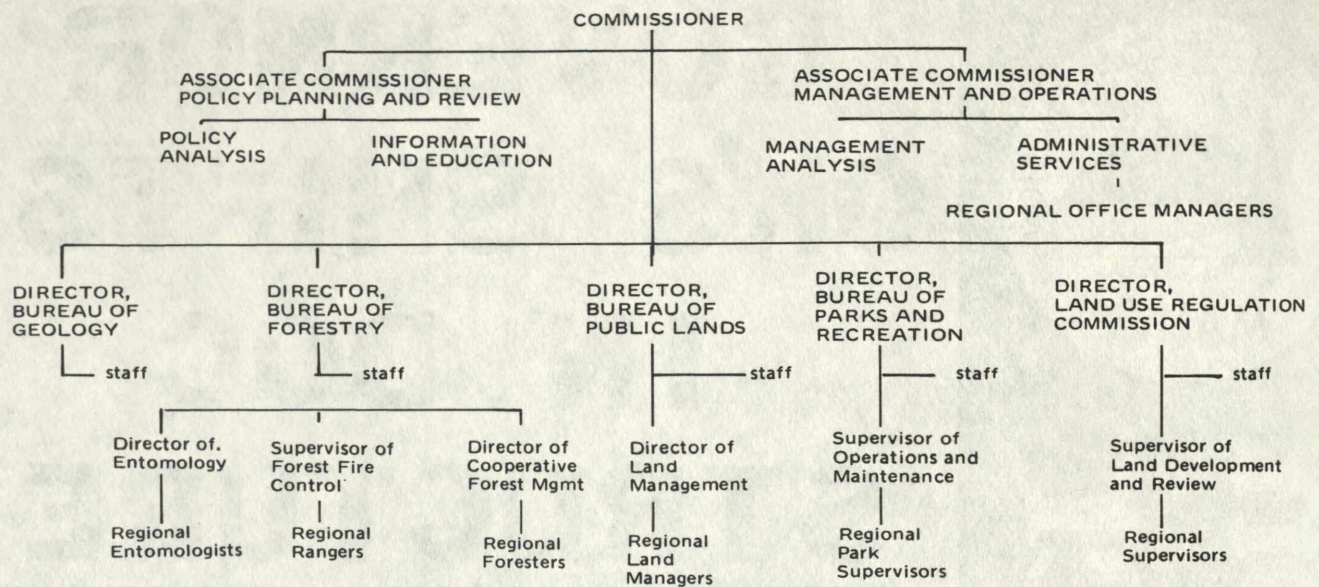 COMMISSIONER
ASSOCIATE COMMISSIONER
POLICY PLANNING AND REVIEW
POLICY
ANALYSIS
INFORMATION
AND EDUCATION
ASSOCIATE COMMISSIONER
MANAGEMENT AND OPERATIONS
MANAGEMENT
ANALYSIS
ADMINISTRATIVE
SERVICES
REGIONAL OFFICE MANAGERS
DIRECTOR,
BUREAU OF
GEOLOGY
staff
DIRECTOR,
BUREAU OF
FORESTRY
staff
DIRECTOR,
BUREAU OF
PUBLIC LANDS
staff
DIRECTOR,
BUREAU OF
PARKS AND
RECREATION
staff
DIRECTOR,
LAND USE REGULATION
COMMISSION
staff
Director of.
Entomology
Regional
Entomologists
Supervisor of
Forest Fire
Control
Regional
Rangers
Director of
Cooperative
Forest Mgmt
Regional
Foresters
Director of
Land
Management
Regional
Land
Managers
Supervisor of
Operations and
Maintenance
Regional
Park
Supervisors
Supervisor of
Land Development
and Review
Regional
Supervisors